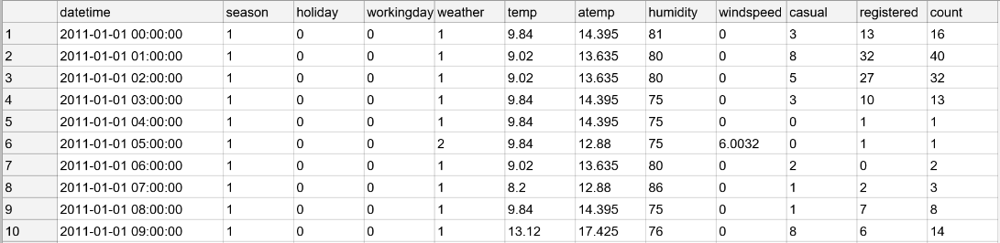 datetime season holiday workingday weather temp atemp humidity windspeed casual registered count
1 2011-01-01 00:00:00 1 0 0 1 9.84 14.395 81 0 3 13 16
2 2011-01-01 01:00:00 1 0 0 1 9.02 13.635 80 0 8 32 40
3 2011-01-01 02:00:00 1 0 0 1 9.02 13.635 80 0 5 27 32
4 2011-01-01 03:00:00 1 0 0 1 9.84 14.395 75 0 3 10 13
5 2011-01-01 04:00:00 1 0 0 1 9.84 14.395 75 0 0 1 1
6 2011-01-01 05:00:00 1 0 0 2 9.84 12.88 75 6.0032 0 1 1
7 2011-01-01 06:00:00 1 0 0 1 9.02 13.635 80 0 2 0 2
8 2011-01-01 07:00:00 1 0 0 1 8.2 12.88 86 0 1 2 3
9 2011-01-01 08:00:00 1 0 0 1 9.84 14.395 75 0 1 7 8
10 2011-01-01 09:00:00 1 0 0 1 13.12 17.425 76 0 8 6 14